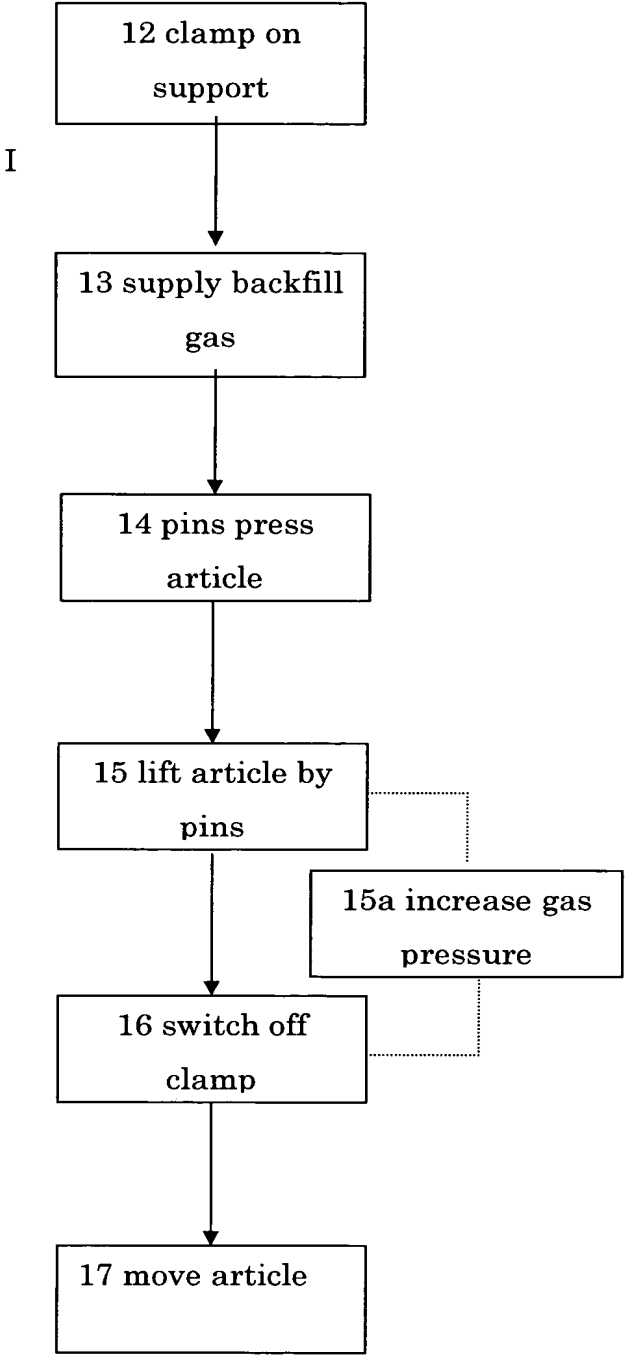 12 clamp on
support
I
13 supply backfill
gas
14 pins press
article
15 lift article by
pins
15a increase gas
pressure
16 switch off
clamp
17 move article